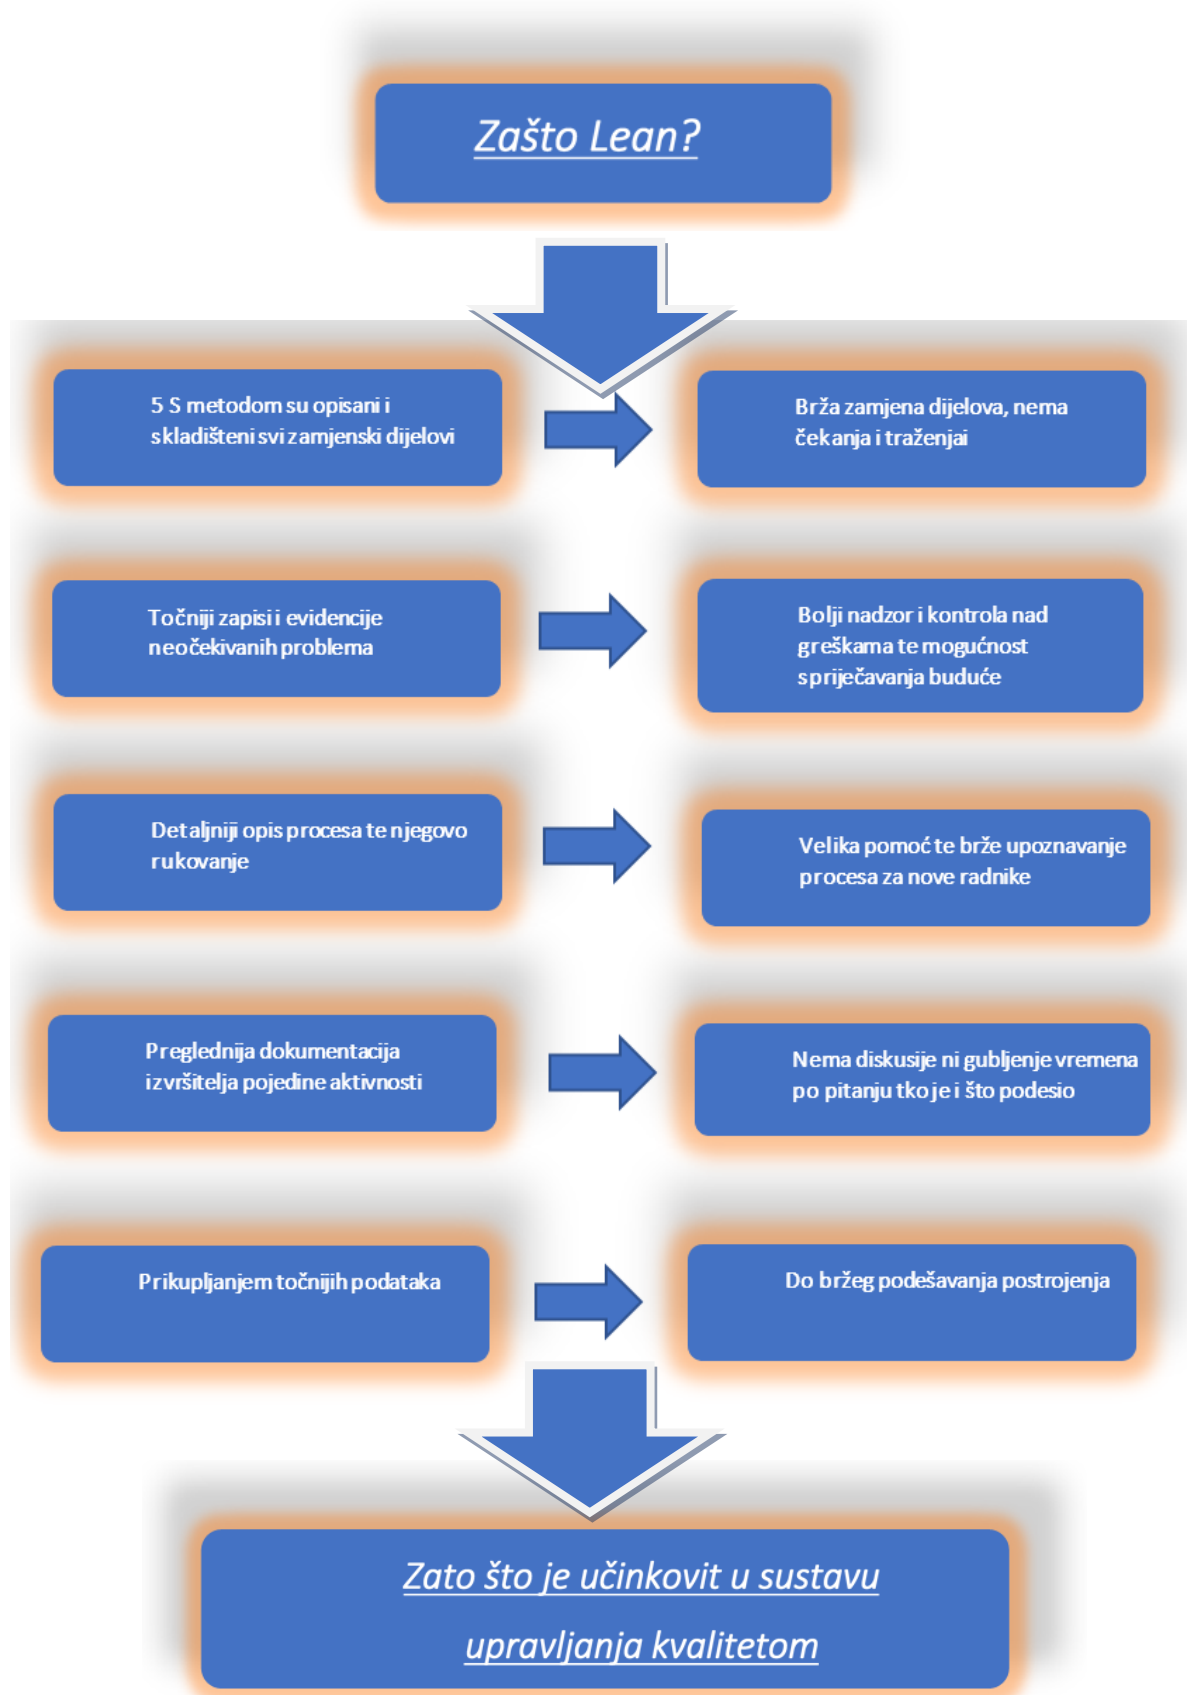 Zašto Lean?
5 S metodom su opisani i
skladišteni svi zamjenski dijelovi
Brža zamjena dijelova, nema
čekanja i traženjai
Točniji zapisi i evidencije
neočekivanih problema
Bolji nadzor i kontrola nad
greškama te mogućnost
spriječavanja buduće
Detaljniji opis procesa te njegovo
rukovanje
Velika pomoć te brže upoznavanje
procesa za nove radnike
Preglednija dokumentacija
izvršitelja pojedine aktivnosti
Nema diskusije ni gubljenje vremena
po pitanju tko je i što podesio
Prikupljanjem točnijih podataka
Do bržeg podešavanja postrojenja
Zato što je učinkovit u sustavu
upravljanja kvalitetom